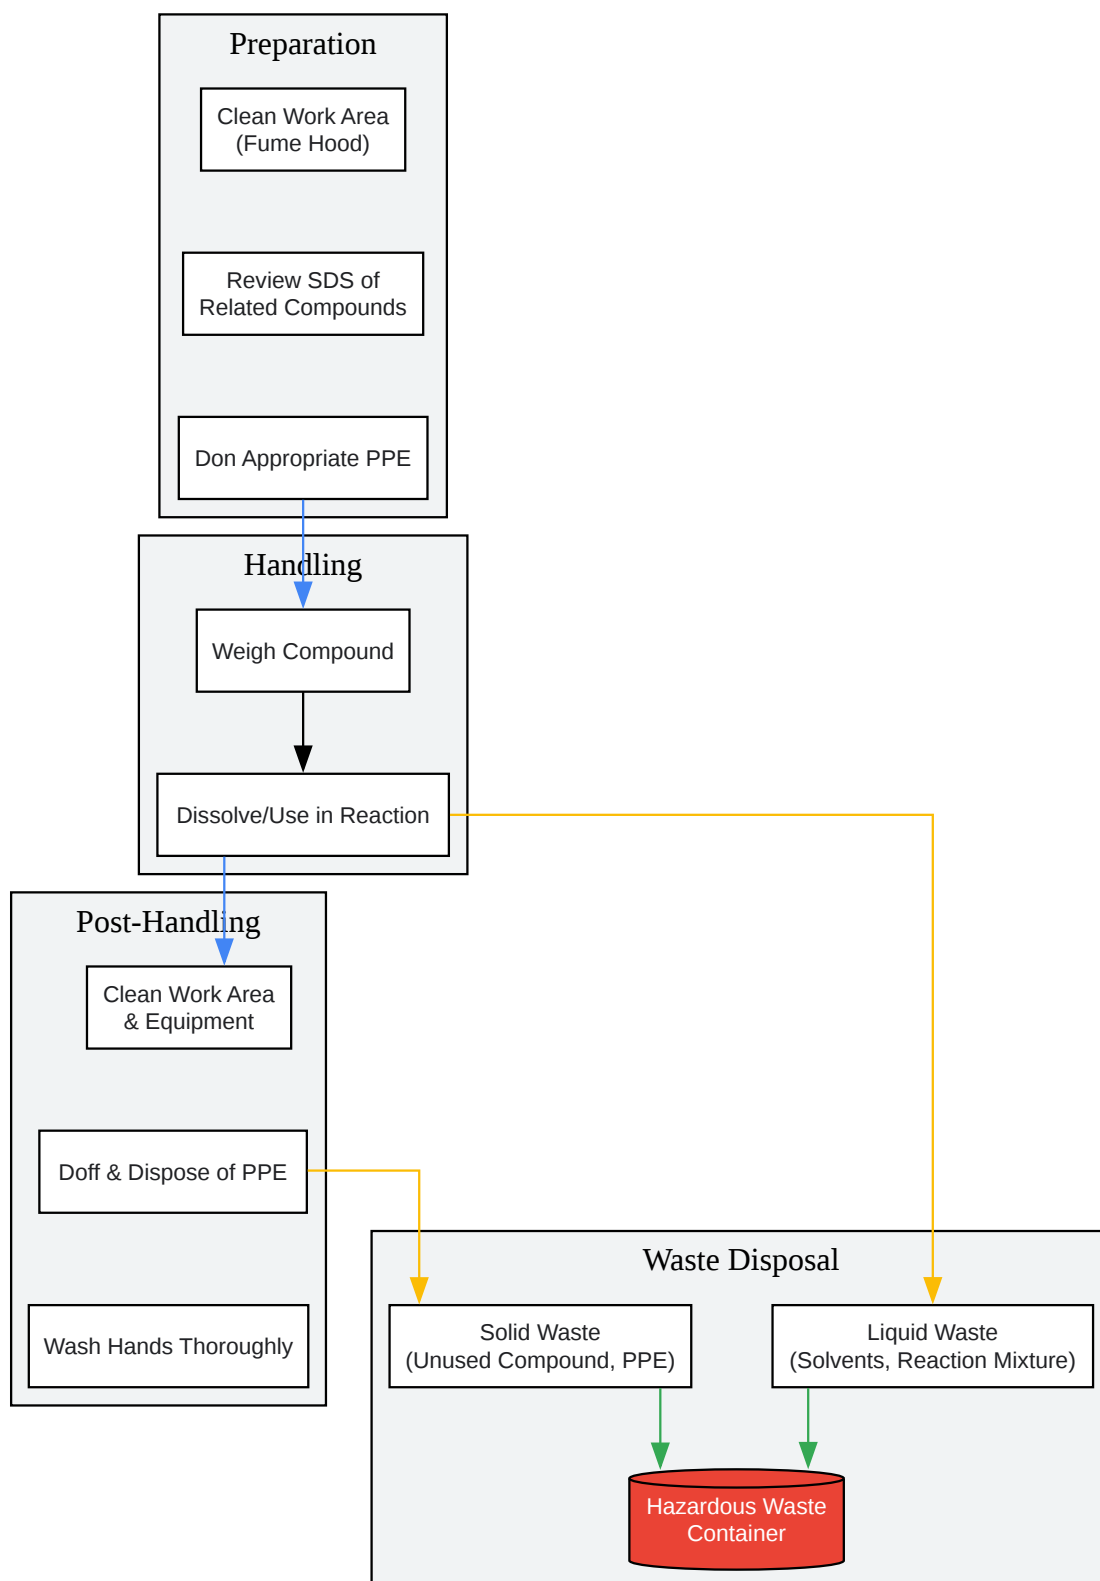 Preparation
Clean Work Area
(Fume Hood)
Review SDS of
Related Compounds
Don Appropriate PPE
Handling
Weigh Compound
Dissolve/Use in Reaction
Post-Handling
Clean Work Area
& Equipment
Doff & Dispose of PPE
Wash Hands Thoroughly
Waste Disposal
Solid Waste
(Unused Compound, PPE)
Liquid Waste
(Solvents, Reaction Mixture)
Hazardous Waste
Container